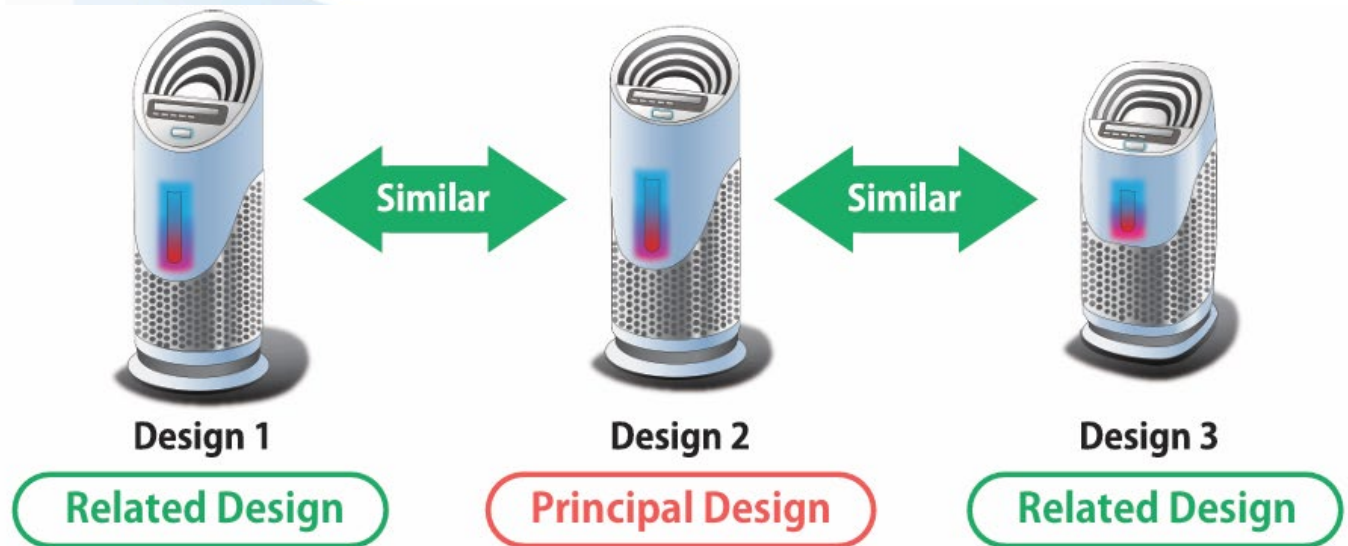 Similar
Similar
Design 1
Design 2
Design 3
Related Design
Principal Design
Related Design